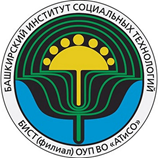 БАШКИРСКИЙ ИНСТИТУТ СОЦИАЛЬНЫХ ТЕХНОЛОГИЙ
БИСТ (филиал) ОУП ВО «АТиСО»